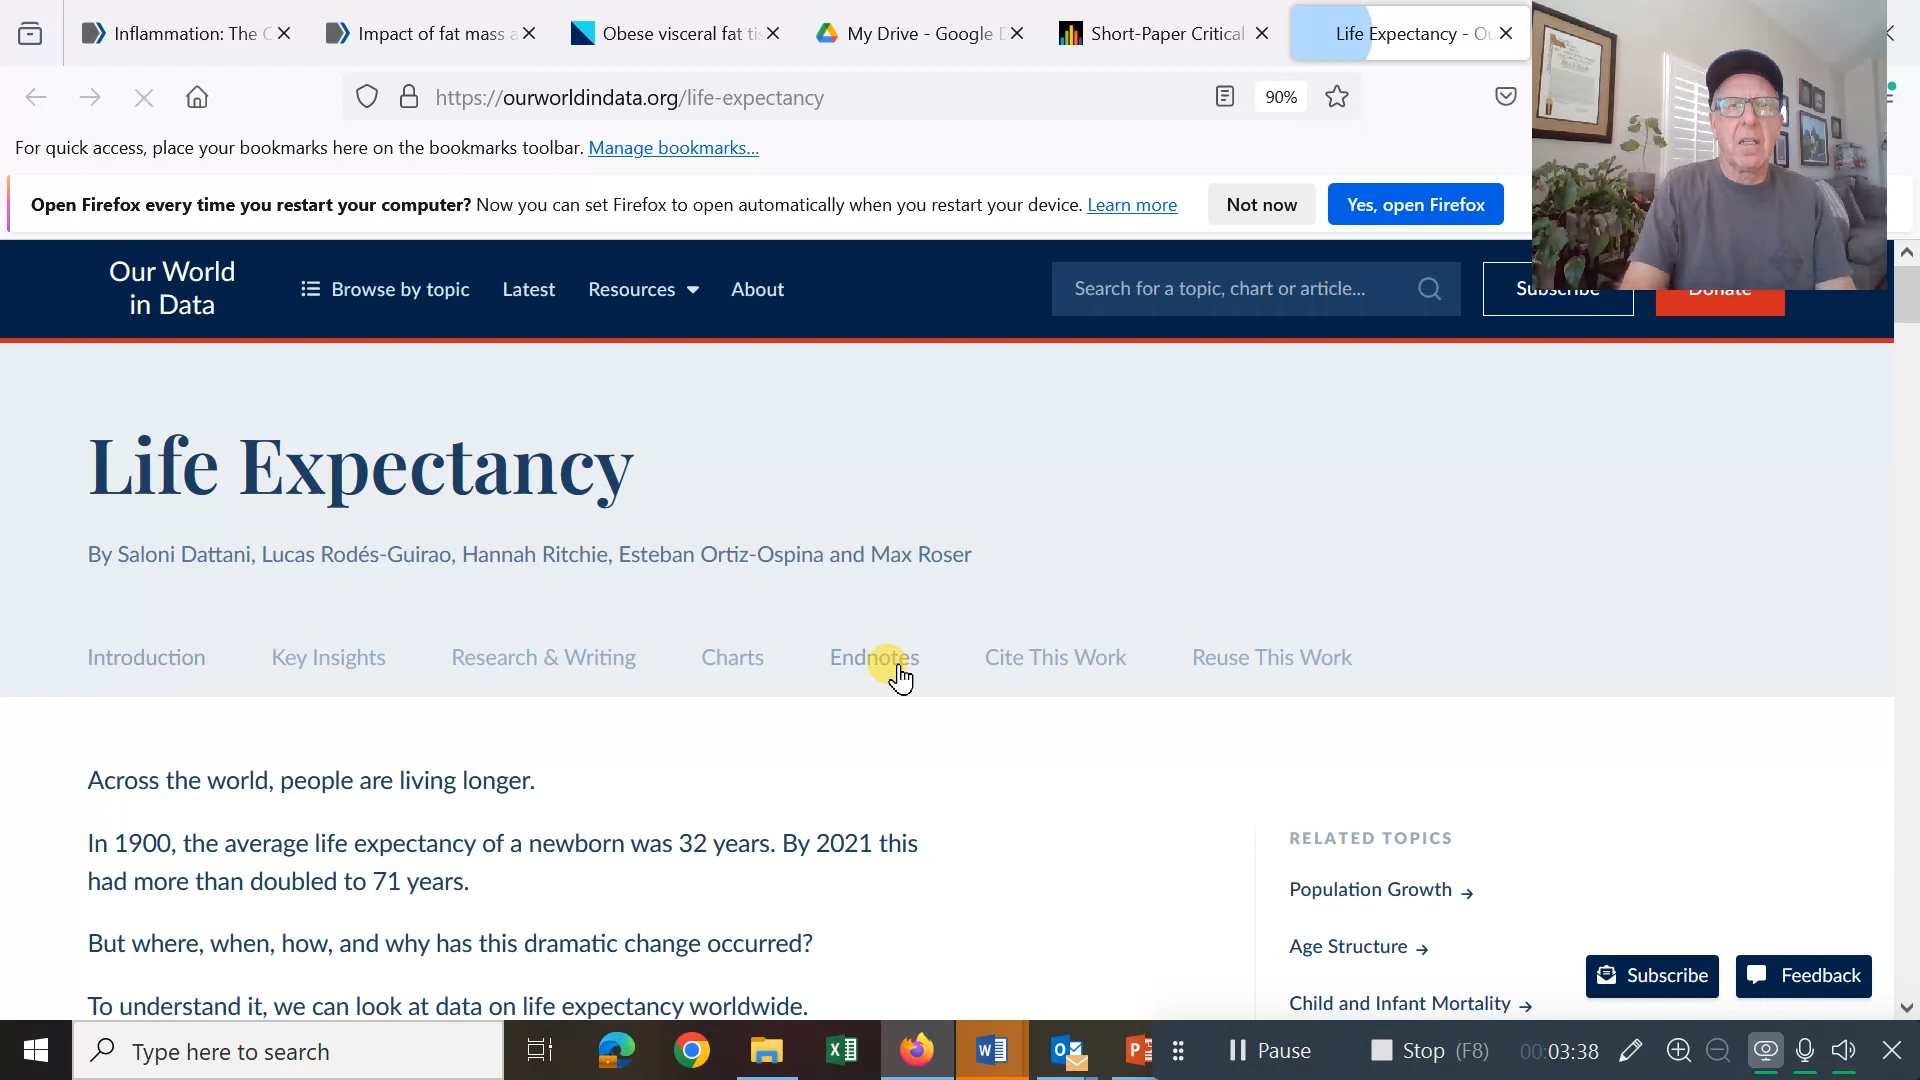 Inflammation: The C
Impact of fat mass a
Obese visceral fat tis
My Drive - Google D
Short-Paper Critical
Life Expectancy - Ou
https://ourworldindata.org/life-expectancy
90%
For quick access, place your bookmarks here on the bookmarks toolbar. Manage bookmarks...
Open Firefox every time you restart your computer? Now you can set Firefox to open automatically when you restart your device. Learn more
Not now
Yes, open Firefox
Our World
in Data
Browse by topic
Latest
Resources
About
Search for a topic, chart or article...
Subscribe
Donate
Life Expectancy
By Saloni Dattani, Lucas Rodés-Guirao, Hannah Ritchie, Esteban Ortiz-Ospina and Max Roser
Introduction
Key Insights
Research & Writing
Charts
Endnotes
Cite This Work
Reuse This Work
Across the world, people are living longer.
In 1900, the average life expectancy of a newborn was 32 years. By 2021 this
had more than doubled to 71 years.
But where, when, how, and why has this dramatic change occurred?
To understand it, we can look at data on life expectancy worldwide.
RELATED TOPICS
Population Growth →
Age Structure →
Child and Infant Mortality →
Subscribe
Feedback
Type here to search
Pause
Stop (F8)
00:03:38